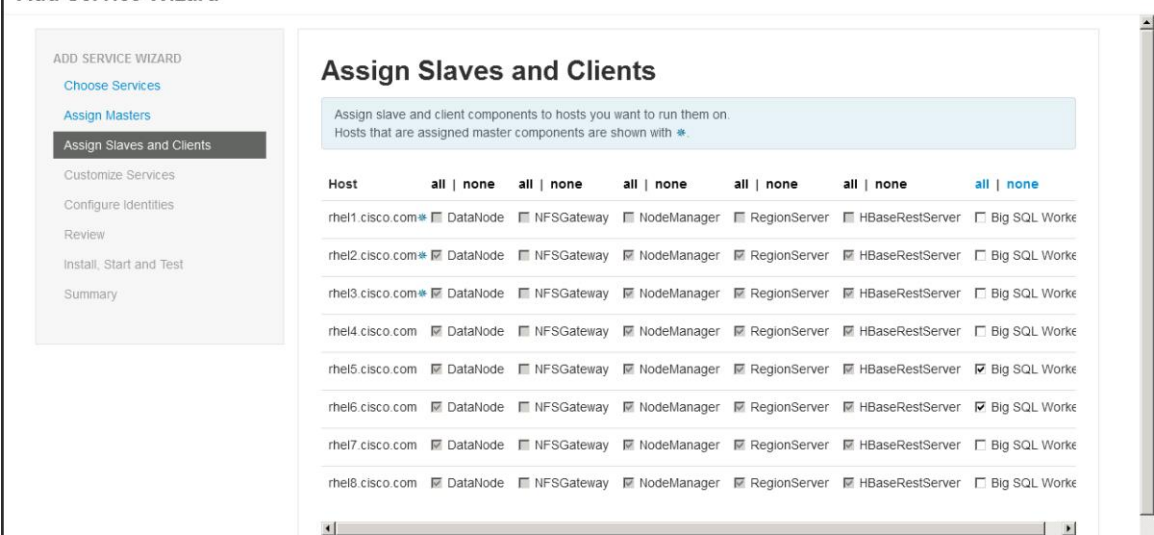 ADD SERVICE WIZARD
Choose Services
Assign Masters
Assign Slaves and Clients
Customize Services
Configure Identities
Review
Install, Start and Test
Summary
Assign Slaves and Clients
Assign slave and client components to hosts you want to run them on.
Hosts that are assigned master components are shown with ✵.
Host all | none all | none all | none all | none all | none all | none
rhel1.cisco.com✵ DataNode NFSGateway NodeManager RegionServer HBaseRestServer Big SQL Worke
rhel2.cisco.com✵ DataNode NFSGateway NodeManager RegionServer HBaseRestServer Big SQL Worke
rhel3.cisco.com✵ DataNode NFSGateway NodeManager RegionServer HBaseRestServer Big SQL Worke
rhel4.cisco.com DataNode NFSGateway NodeManager RegionServer HBaseRestServer Big SQL Worke
rhel5.cisco.com DataNode NFSGateway NodeManager RegionServer HBaseRestServer Big SQL Worke
rhel6.cisco.com DataNode NFSGateway NodeManager RegionServer HBaseRestServer Big SQL Worke
rhel7.cisco.com DataNode NFSGateway NodeManager RegionServer HBaseRestServer Big SQL Worke
rhel8.cisco.com DataNode NFSGateway NodeManager RegionServer HBaseRestServer Big SQL Worke